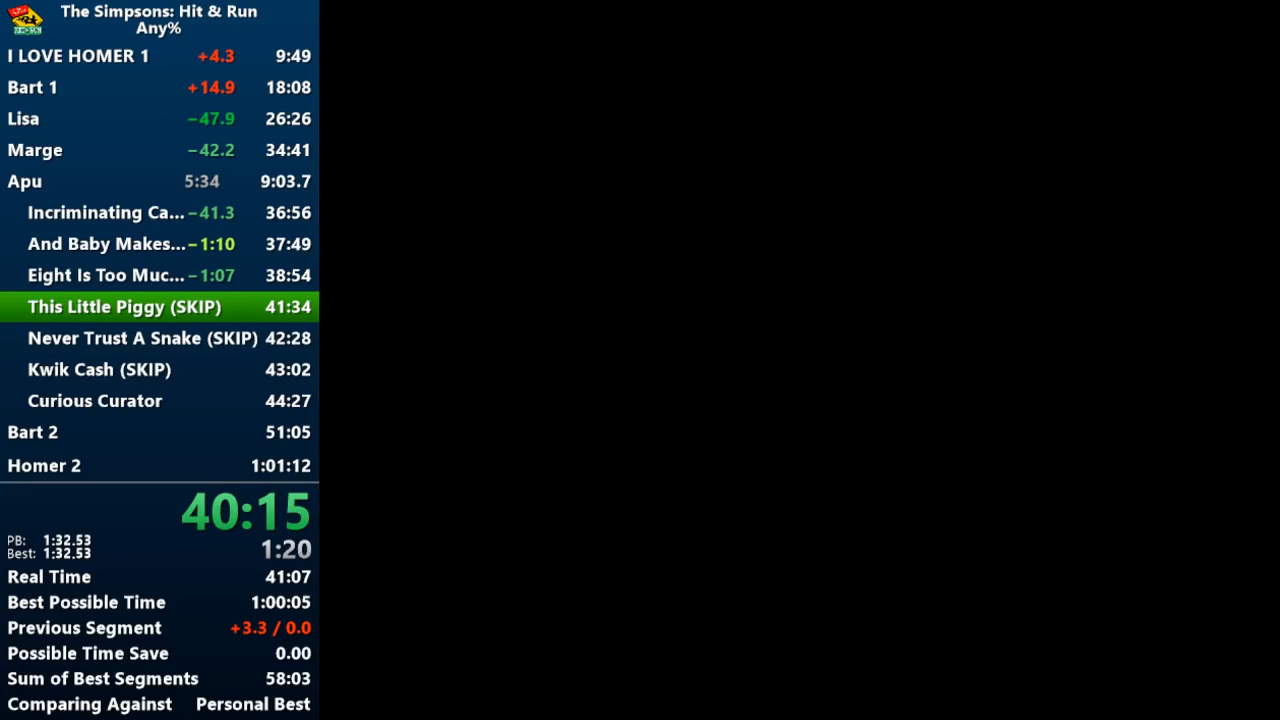 The Simpsons: Hit & Run
Any%
I LOVE HOMER 1 +4.3 9:49
Bart 1 +14.9 18:08
Lisa −47.9 26:26
Marge −42.2 34:41
Apu 5:34 9:03.7
Incriminating Ca... −41.3 36:56
And Baby Makes... −1:10 37:49
Eight Is Too Muc... −1:07 38:54
This Little Piggy (SKIP) 41:34
Never Trust A Snake (SKIP) 42:28
Kwik Cash (SKIP) 43:02
Curious Curator 44:27
Bart 2 51:05
Homer 2 1:01:12
40:15
PB: 1:32.53
Best: 1:32.53
1:20
Real Time 41:07
Best Possible Time 1:00:05
Previous Segment +3.3 / 0.0
Possible Time Save 0.00
Sum of Best Segments 58:03
Comparing Against Personal Best